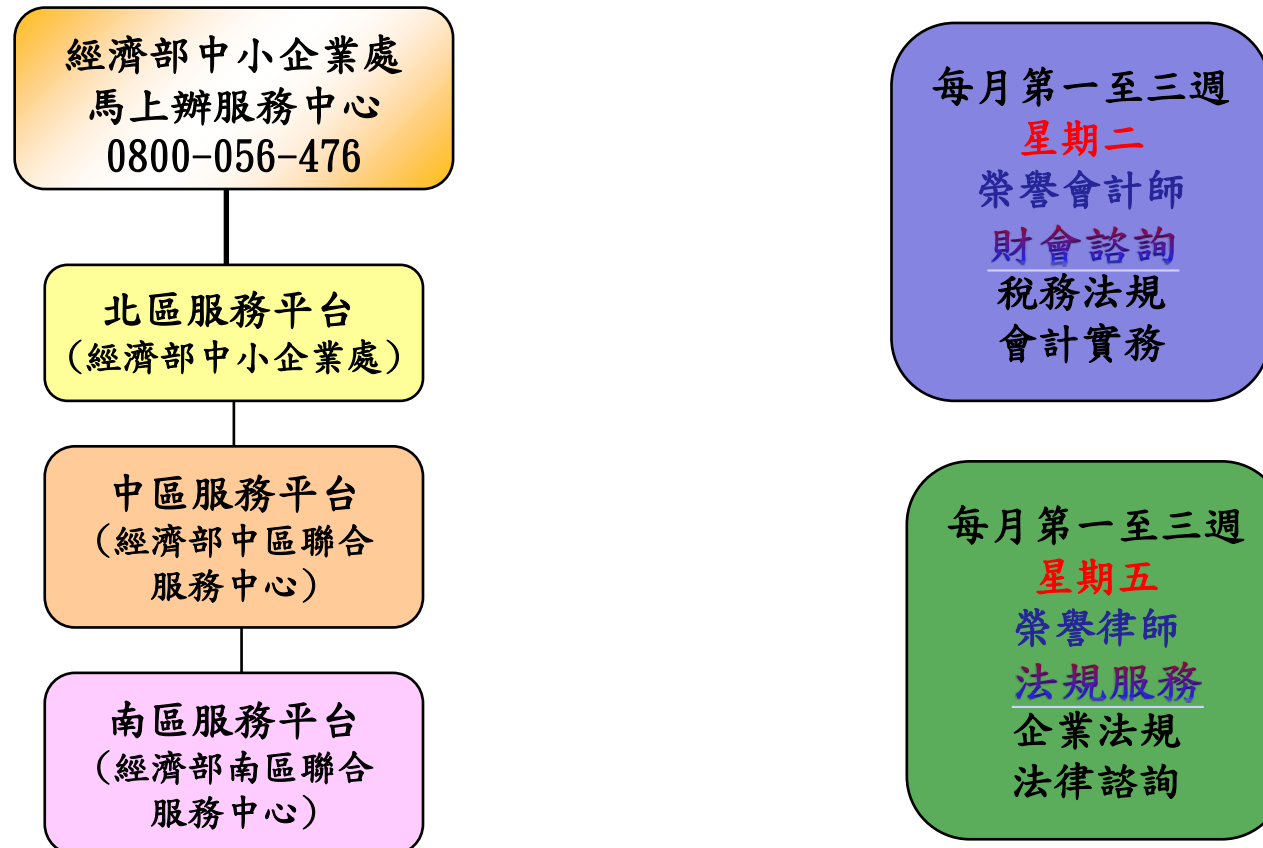 經濟部中小企業處
馬上辦服務中心
0800-056-476
北區服務平台
(經濟部中小企業處)
中區服務平台
(經濟部中區聯合
服務中心)
南區服務平台
(經濟部南區聯合
服務中心)
每月第一至三週
星期二
榮譽會計師
財會諮詢
稅務法規
會計實務
每月第一至三週
星期五
榮譽律師
法規服務
企業法規
法律諮詢